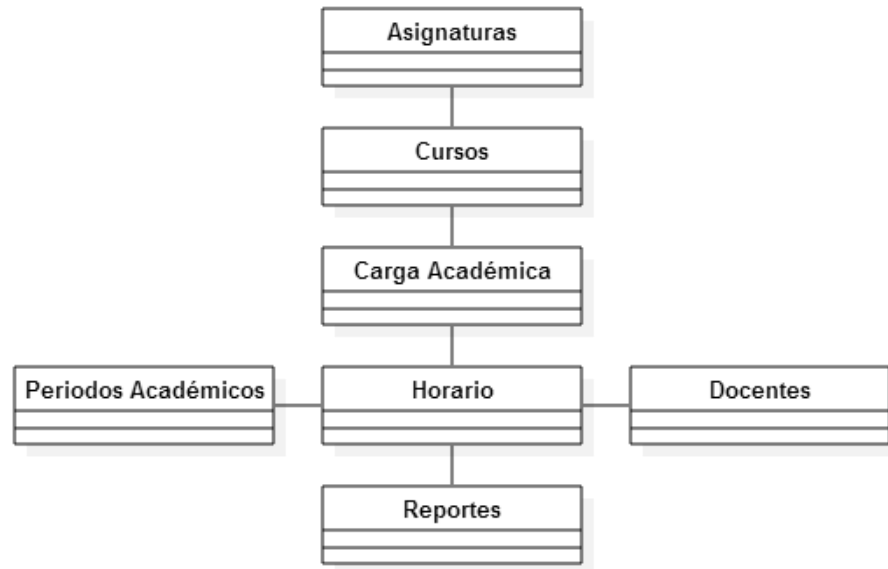 Asignaturas
Cursos
Carga Académica
Periodos Académicos
Horario
Docentes
Reportes